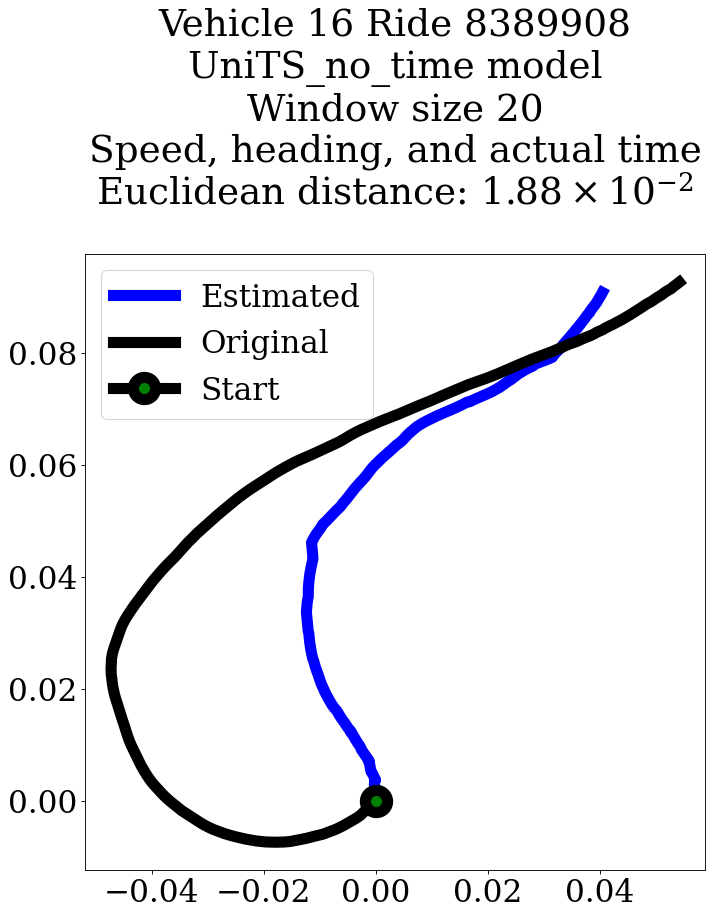 Vehicle 16 Ride 8389908
UniTS_no_time model
Window size 20
Speed, heading, and actual time
Euclidean distance: 1.88 × 10⁻²
Estimated
Original
Start
0.08
0.06
0.04
0.02
0.00
−0.04
−0.02
0.00
0.02
0.04